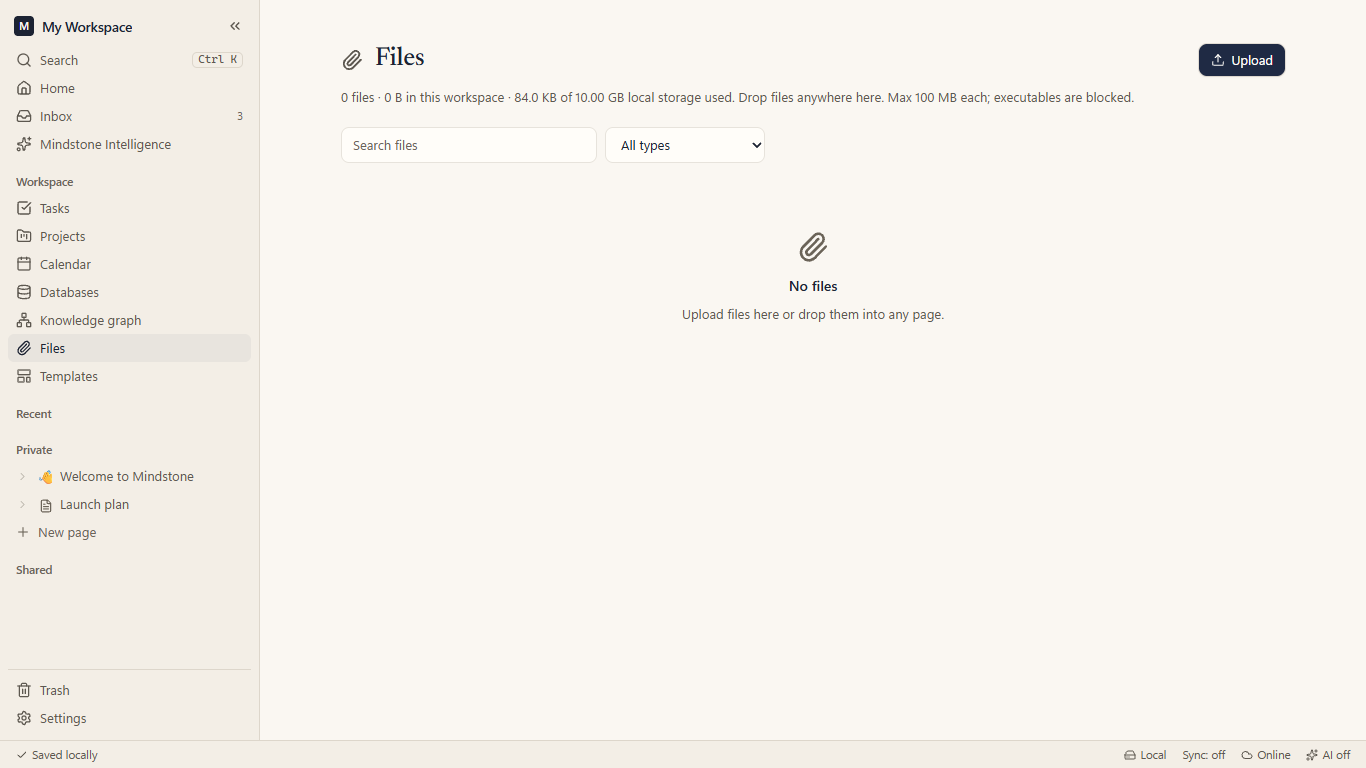 M My Workspace
Search Ctrl K
Home
Inbox 3
Mindstone Intelligence
Workspace
Tasks
Projects
Calendar
Databases
Knowledge graph
Files
Templates
Recent
Private
Welcome to Mindstone
Launch plan
New page
Shared
Trash
Settings
Files
Upload
0 files · 0 B in this workspace · 84.0 KB of 10.00 GB local storage used. Drop files anywhere here. Max 100 MB each; executables are blocked.
Search files
All types
No files
Upload files here or drop them into any page.
Saved locally
Local
Sync: off
Online
AI off